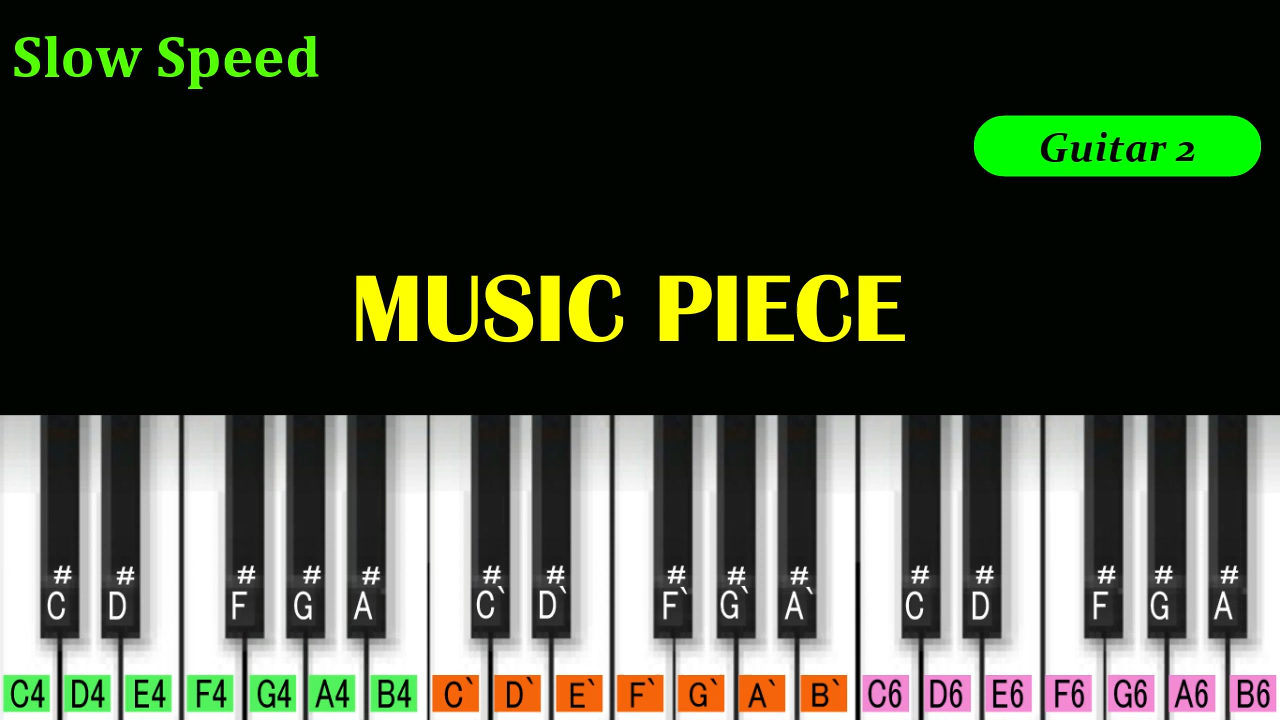 Slow Speed
Guitar 2
MUSIC PIECE
# # # # # # # # # # # # # # #
C D F G A C` D` F` G` A` C D F G A
C4 D4 E4 F4 G4 A4 B4 C` D` E` F` G` A` B` C6 D6 E6 F6 G6 A6 B6